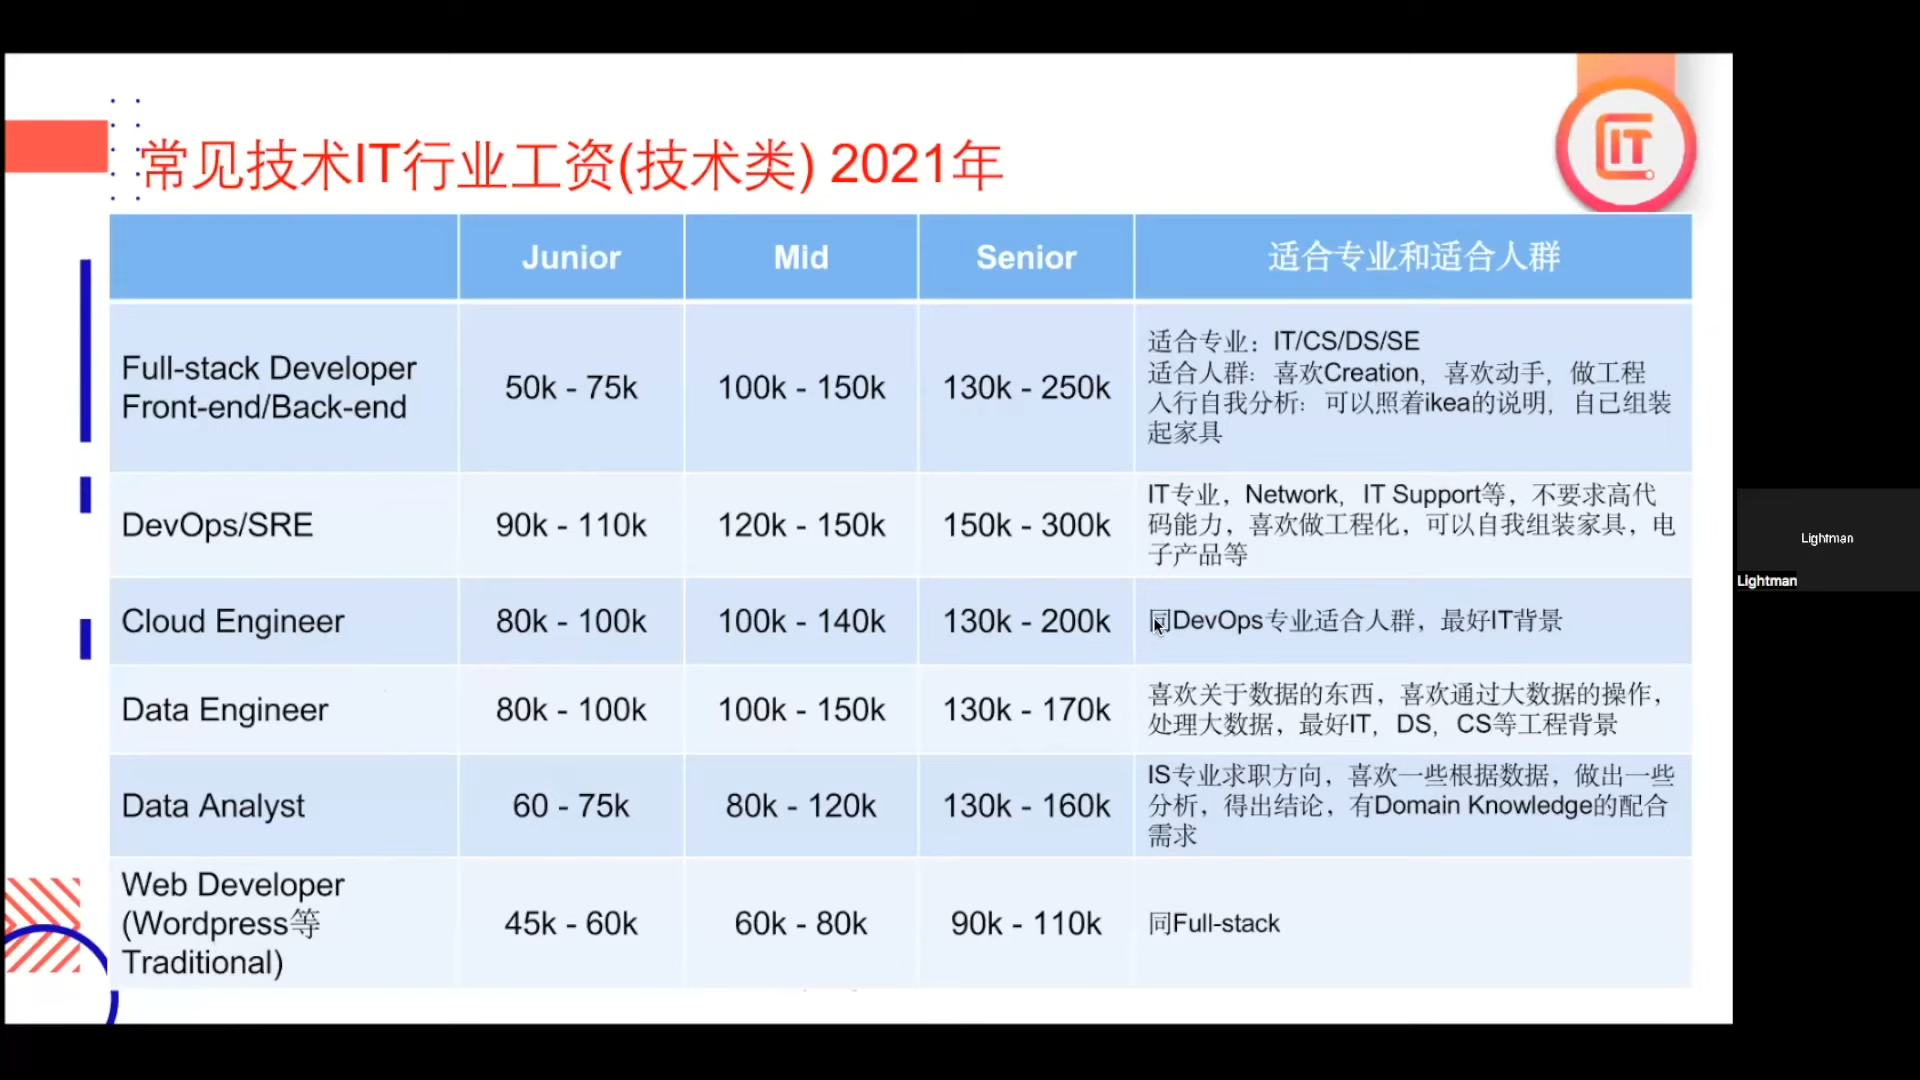 常见技术IT行业工资(技术类) 2021年
IT
Junior
Mid
Senior
适合专业和适合人群
Full-stack Developer
Front-end/Back-end
50k - 75k
100k - 150k
130k - 250k
适合专业：IT/CS/DS/SE
适合人群：喜欢Creation，喜欢动手，做工程
入行自我分析：可以照着ikea的说明，自己组装
起家具
DevOps/SRE
90k - 110k
120k - 150k
150k - 300k
IT专业，Network，IT Support等，不要求高代
码能力，喜欢做工程化，可以自我组装家具，电
子产品等
Cloud Engineer
80k - 100k
100k - 140k
130k - 200k
同DevOps专业适合人群，最好IT背景
Data Engineer
80k - 100k
100k - 150k
130k - 170k
喜欢关于数据的东西，喜欢通过大数据的操作，
处理大数据，最好IT，DS，CS等工程背景
Data Analyst
60 - 75k
80k - 120k
130k - 160k
IS专业求职方向，喜欢一些根据数据，做出一些
分析，得出结论，有Domain Knowledge的配合
需求
Web Developer
(Wordpress等
Traditional)
45k - 60k
60k - 80k
90k - 110k
同Full-stack
Lightman
Lightman